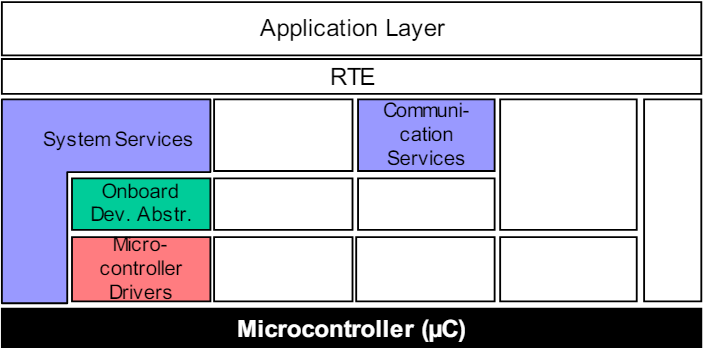 Application Layer
RTE
System Services
Communi-
cation
Services
Onboard
Dev. Abstr.
Micro-
controller
Drivers
Microcontroller (µC)